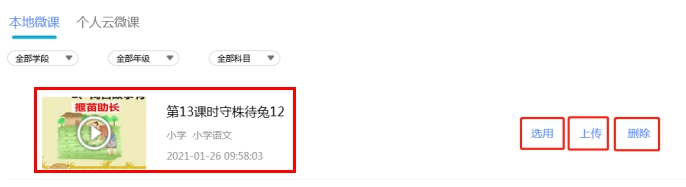 本地微课 个人云微课
全部学段 全部年级 全部科目
揠苗助长
第13课时守株待兔12
小学 小学语文
2021-01-26 09:58:03
选用 上传 删除